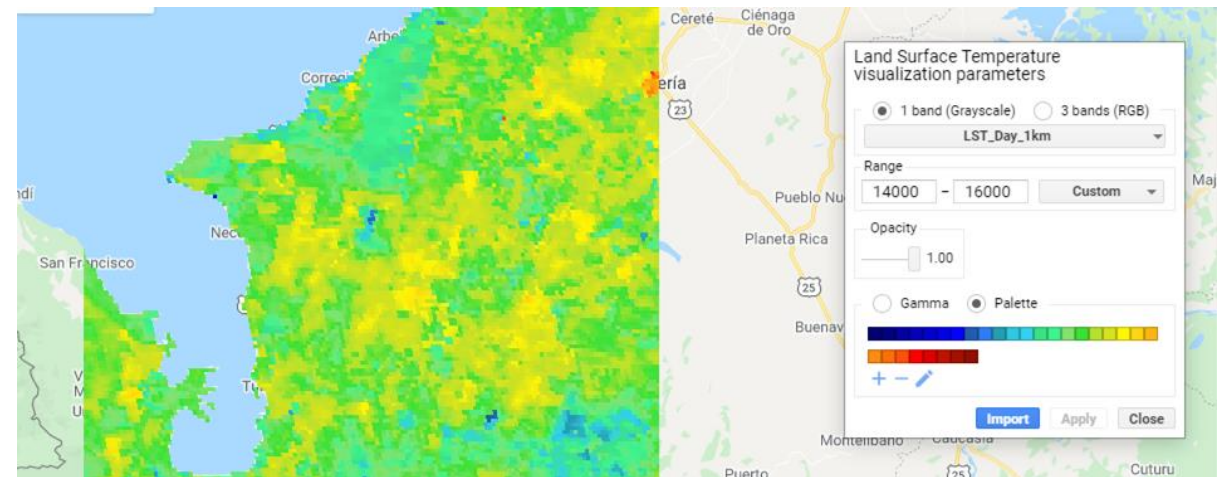 Cereté
Ciénaga
de Oro
Arbo
Correg
ería
23
Land Surface Temperature
visualization parameters
1 band (Grayscale)
3 bands (RGB)
LST_Day_1km
Range
14000 – 16000
Custom
Opacity
1.00
Gamma
Palette
Import
Apply
Close
Maj
ndí
Pueblo Nu
Nec
Planeta Rica
San Francisco
25
Buenav
V
M
U
Tu
Montelíbano
Caucasia
Puerto
25
Cuturu